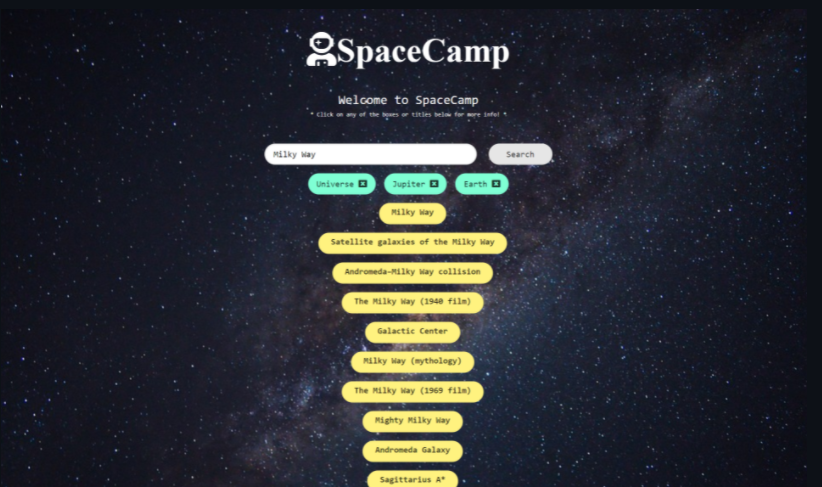 SpaceCamp
Welcome to SpaceCamp
* Click on any of the boxes or titles below for more info! *
Milky Way Search
Universe Jupiter Earth
Milky Way
Satellite galaxies of the Milky Way
Andromeda–Milky Way collision
The Milky Way (1940 film)
Galactic Center
Milky Way (mythology)
The Milky Way (1969 film)
Mighty Milky Way
Andromeda Galaxy
Sagittarius A*